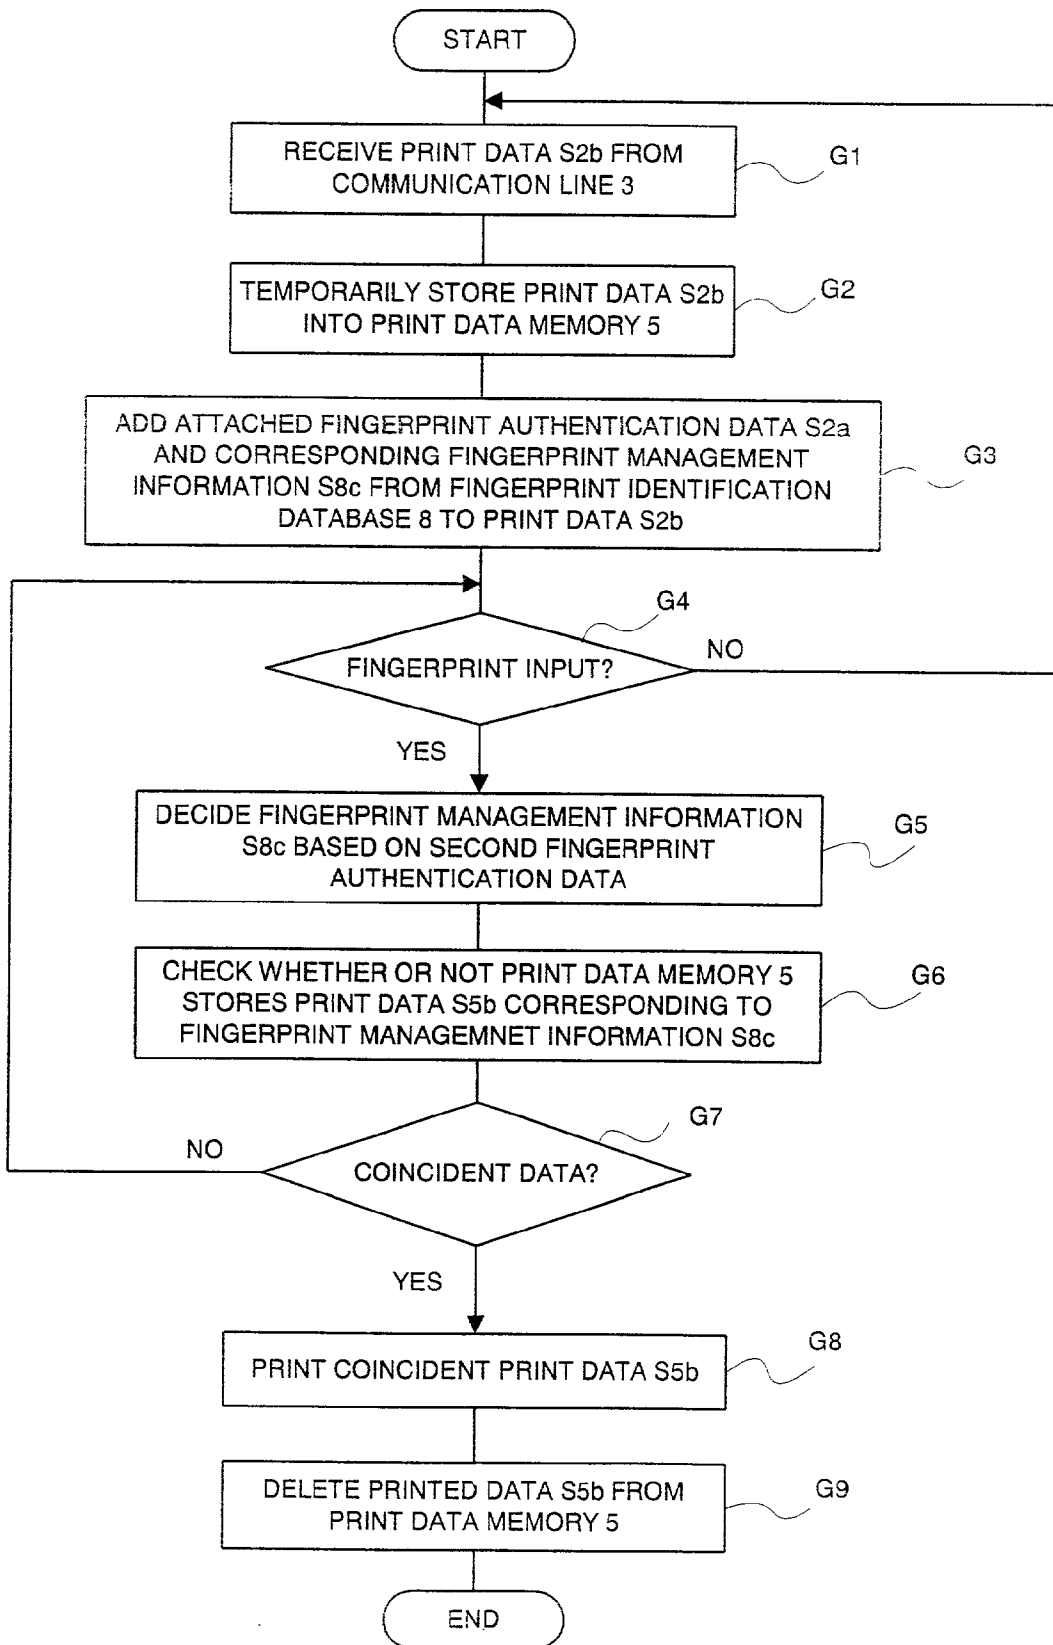 START
RECEIVE PRINT DATA S2b FROM
COMMUNICATION LINE 3
G1
TEMPORARILY STORE PRINT DATA S2b
INTO PRINT DATA MEMORY 5
G2
ADD ATTACHED FINGERPRINT AUTHENTICATION DATA S2a
AND CORRESPONDING FINGERPRINT MANAGEMENT
INFORMATION S8c FROM FINGERPRINT IDENTIFICATION
DATABASE 8 TO PRINT DATA S2b
G3
G4
FINGERPRINT INPUT?
NO
YES
DECIDE FINGERPRINT MANAGEMENT INFORMATION
S8c BASED ON SECOND FINGERPRINT
AUTHENTICATION DATA
G5
CHECK WHETHER OR NOT PRINT DATA MEMORY 5
STORES PRINT DATA S5b CORRESPONDING TO
FINGERPRINT MANAGEMNET INFORMATION S8c
G6
G7
NO
COINCIDENT DATA?
YES
PRINT COINCIDENT PRINT DATA S5b
G8
DELETE PRINTED DATA S5b FROM
PRINT DATA MEMORY 5
G9
END